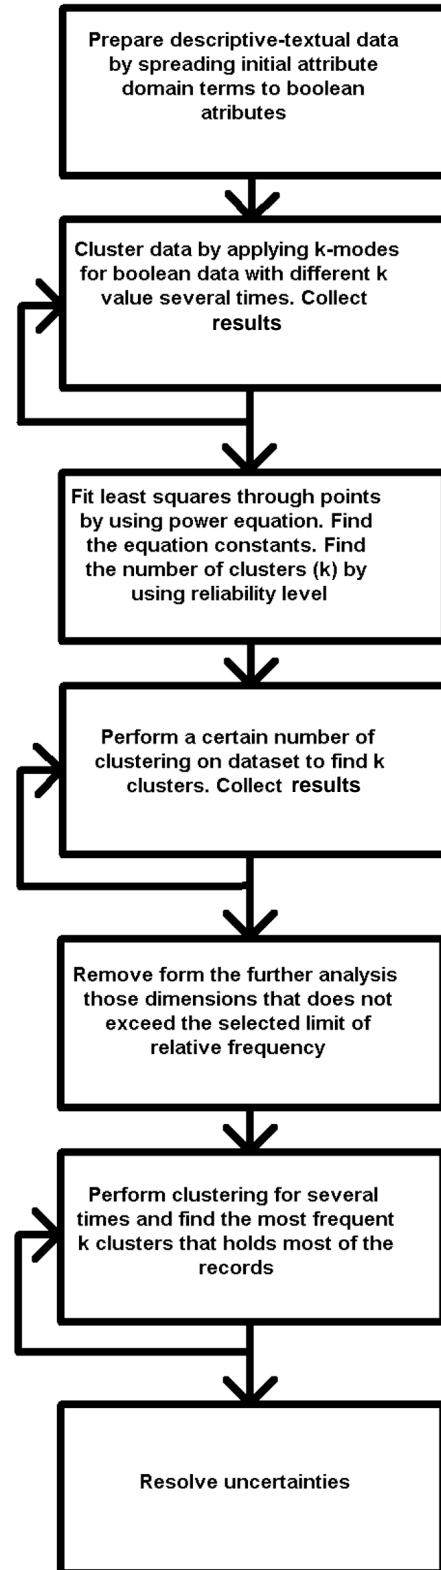 Prepare descriptive-textual data
by spreading initial attribute
domain terms to boolean
atributes
Cluster data by applying k-modes
for boolean data with different k
value several times. Collect
results
Fit least squares through points
by using power equation. Find
the equation constants. Find
the number of clusters (k) by
using reliability level
Perform a certain number of
clustering on dataset to find k
clusters. Collect results
Remove form the further analysis
those dimensions that does not
exceed the selected limit of
relative frequency
Perform clustering for several
times and find the most frequent
k clusters that holds most of the
records
Resolve uncertainties